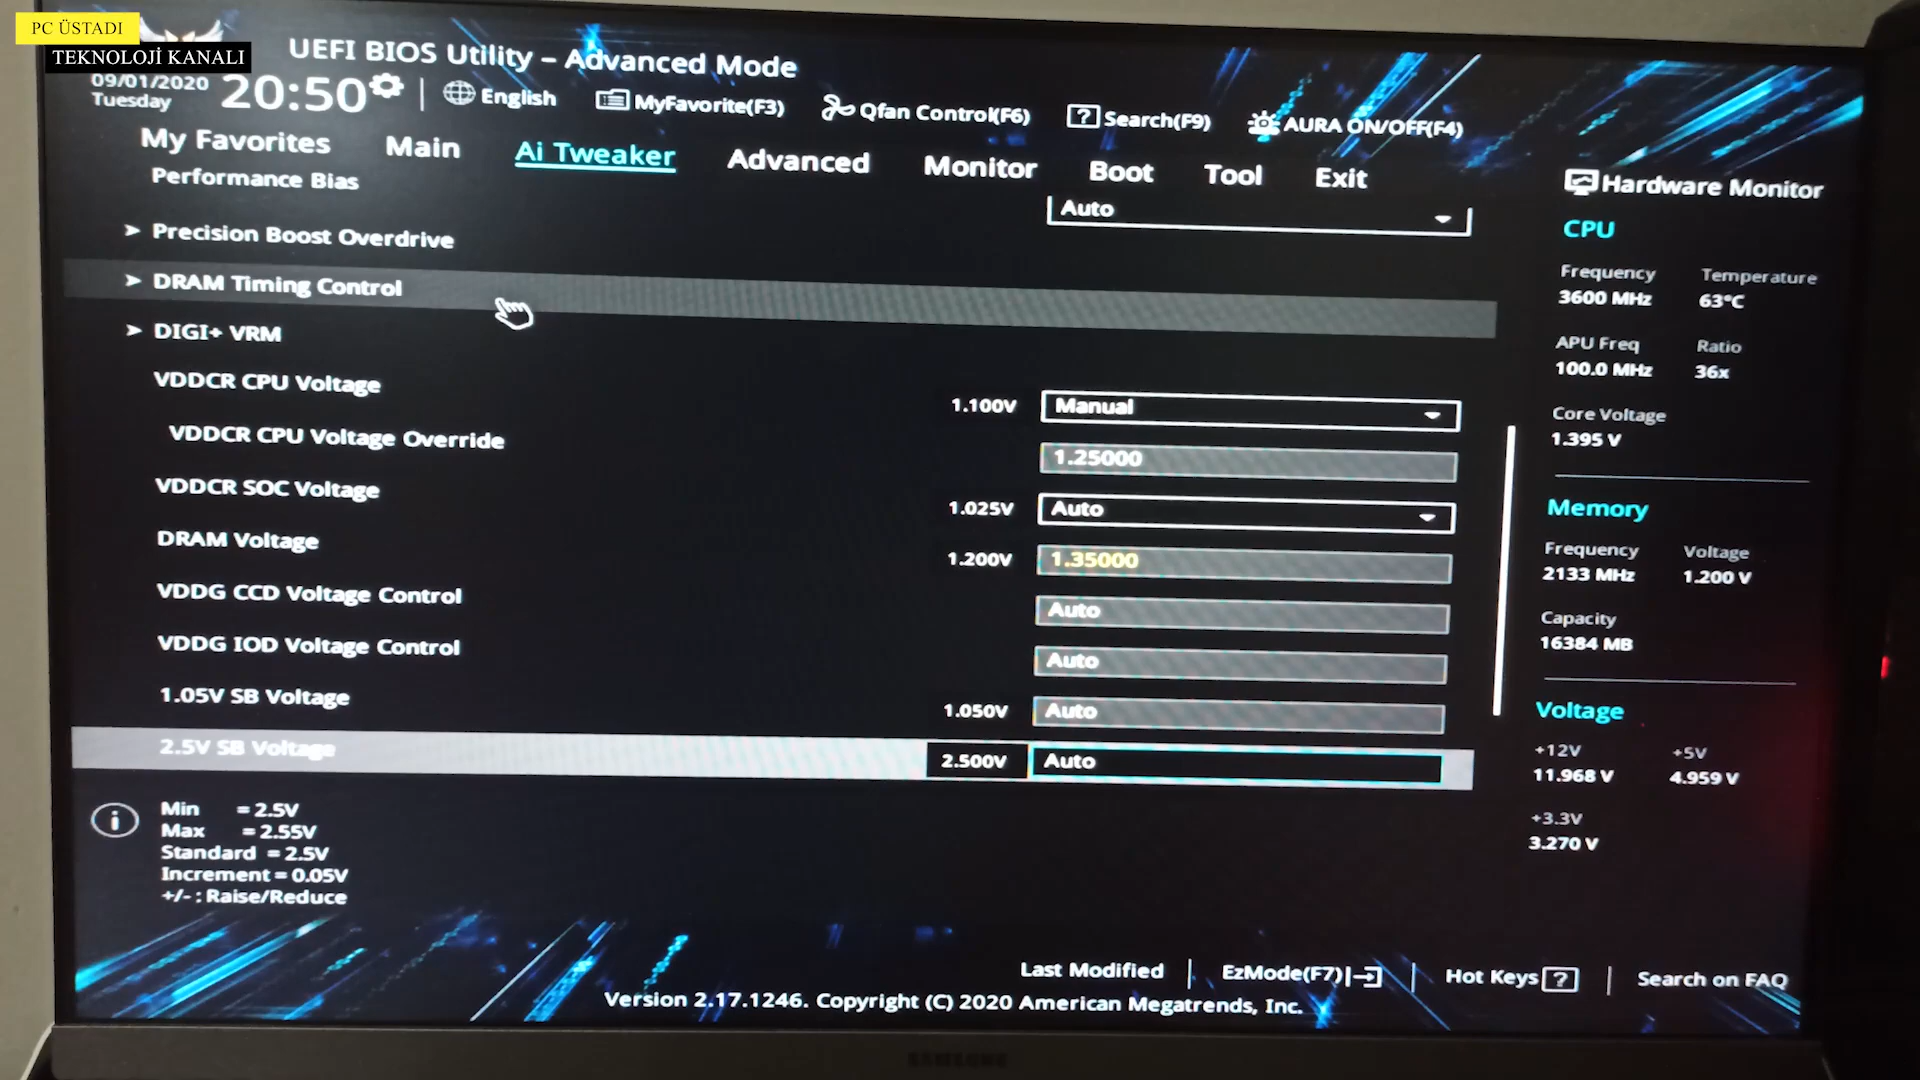 PC ÜSTADI
TEKNOLOJİ KANALI
UEFI BIOS Utility – Advanced Mode
09/01/2020
Tuesday
20:50
English
MyFavorite(F3)
Qfan Control(F6)
Search(F9)
AURA ON/OFF(F4)
My Favorites
Main
Ai Tweaker
Advanced
Monitor
Boot
Tool
Exit
Performance Bias
Auto
> Precision Boost Overdrive
> DRAM Timing Control
> DIGI+ VRM
VDDCR CPU Voltage 1.100V Manual
VDDCR CPU Voltage Override 1.25000
VDDCR SOC Voltage 1.025V Auto
DRAM Voltage 1.200V 1.35000
VDDG CCD Voltage Control Auto
VDDG IOD Voltage Control Auto
1.05V SB Voltage 1.050V Auto
2.5V SB Voltage 2.500V Auto
Min = 2.5V
Max = 2.55V
Standard = 2.5V
Increment = 0.05V
+/- : Raise/Reduce
Hardware Monitor
CPU
Frequency Temperature
3600 MHz 63°C
APU Freq Ratio
100.0 MHz 36x
Core Voltage
1.395 V
Memory
Frequency Voltage
2133 MHz 1.200 V
Capacity
16384 MB
Voltage
+12V +5V
11.968 V 4.959 V
+3.3V
3.270 V
Last Modified
EzMode(F7)
Hot Keys ?
Search on FAQ
Version 2.17.1246. Copyright (C) 2020 American Megatrends, Inc.
SAMSUNG